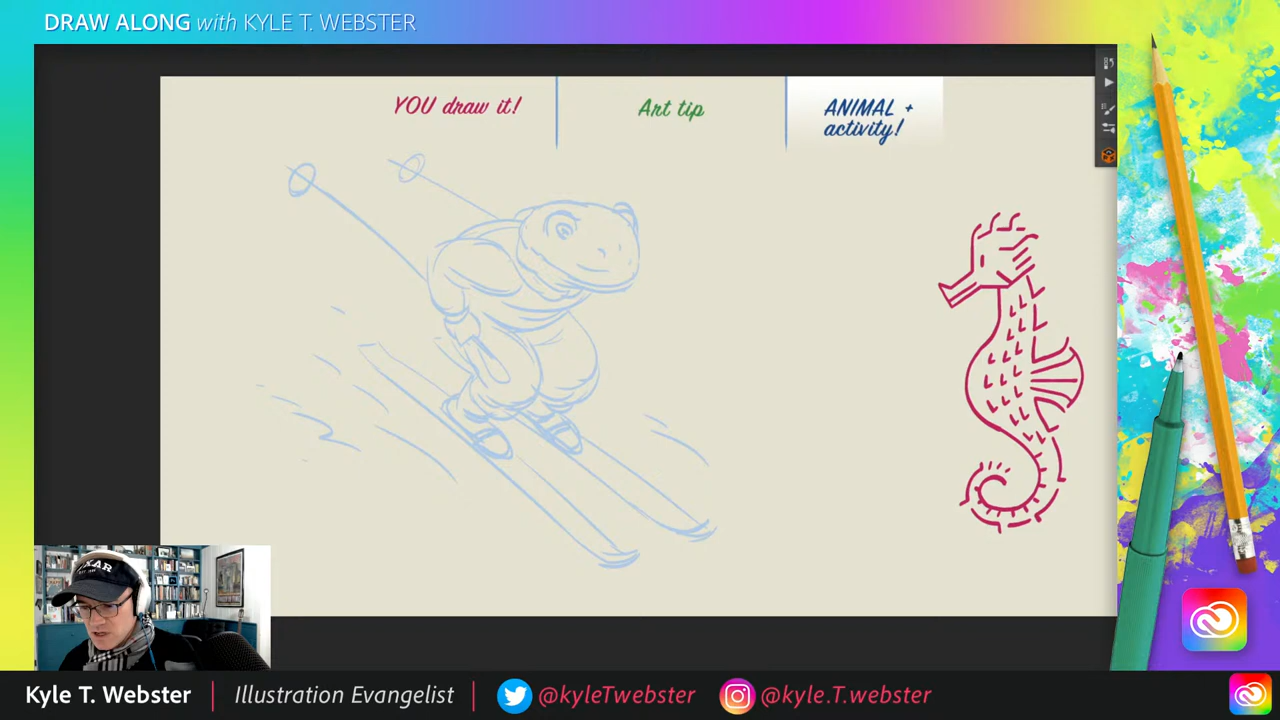 DRAW ALONG with KYLE T. WEBSTER
YOU draw it!
Art tip
ANIMAL +
activity!
Kyle T. Webster | Illustration Evangelist | @kyleTwebster @kyle.T.webster